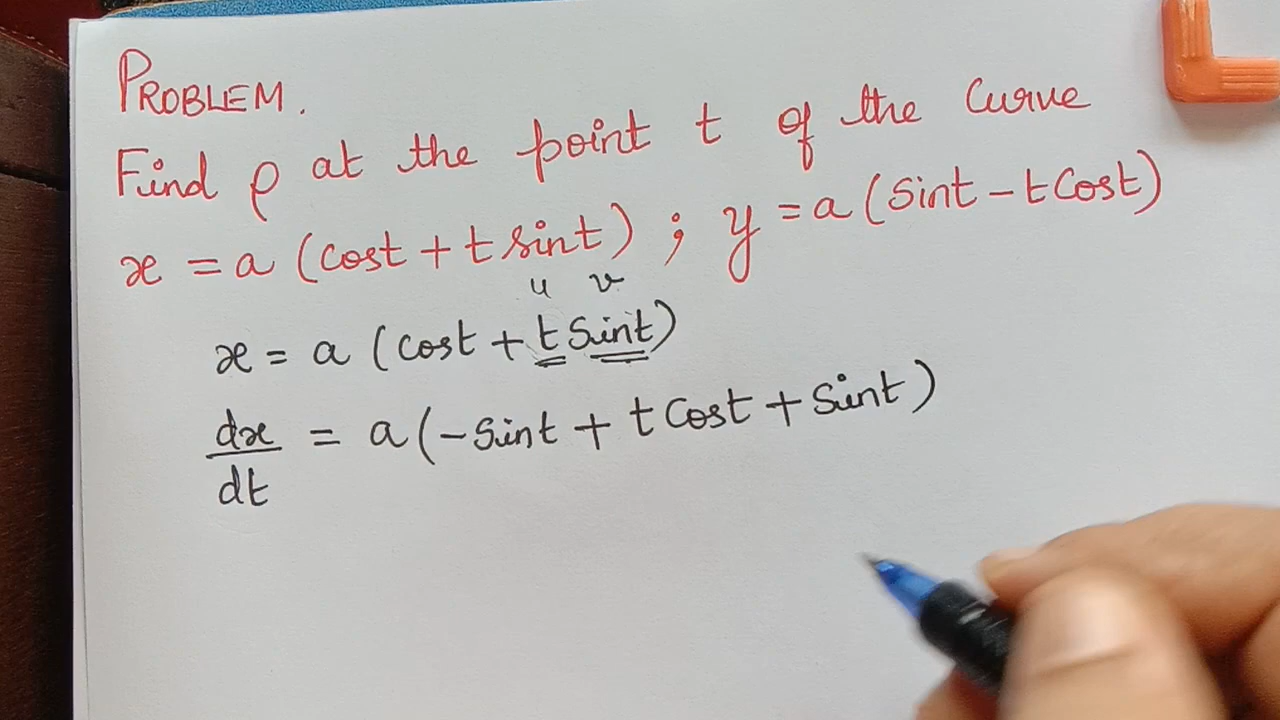 PROBLEM.
Find ρ at the point t of the Curve
x = a (Cost + t sint) ; y = a (Sint - t Cost)
u v
x = a (Cost + t Sint)
dx/dt = a (-Sint + t Cost + Sint)